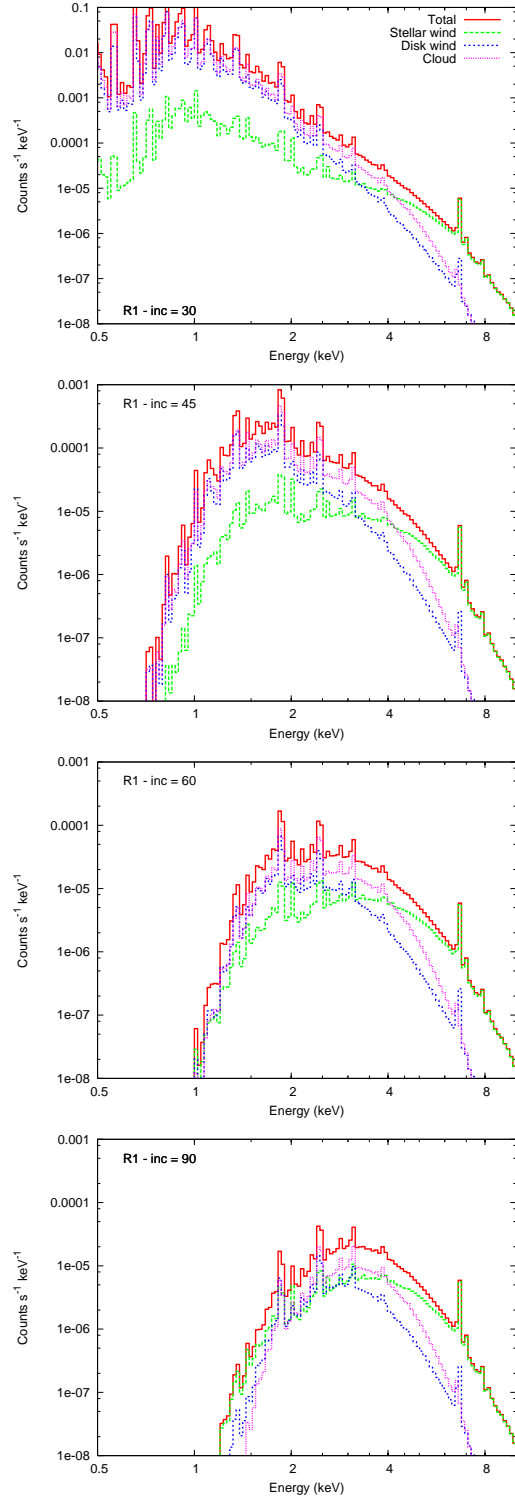 0.1
0.01
0.001
0.0001
1e-05
1e-06
1e-07
1e-08
Counts s⁻¹ keV⁻¹
Total
Stellar wind
Disk wind
Cloud
R1 - inc = 30
0.5 1 2 4 8
Energy (keV)
0.001
0.0001
1e-05
1e-06
1e-07
1e-08
Counts s⁻¹ keV⁻¹
R1 - inc = 45
0.5 1 2 4 8
Energy (keV)
0.001
0.0001
1e-05
1e-06
1e-07
1e-08
Counts s⁻¹ keV⁻¹
R1 - inc = 60
0.5 1 2 4 8
Energy (keV)
0.001
0.0001
1e-05
1e-06
1e-07
1e-08
Counts s⁻¹ keV⁻¹
R1 - inc = 90
0.5 1 2 4 8
Energy (keV)